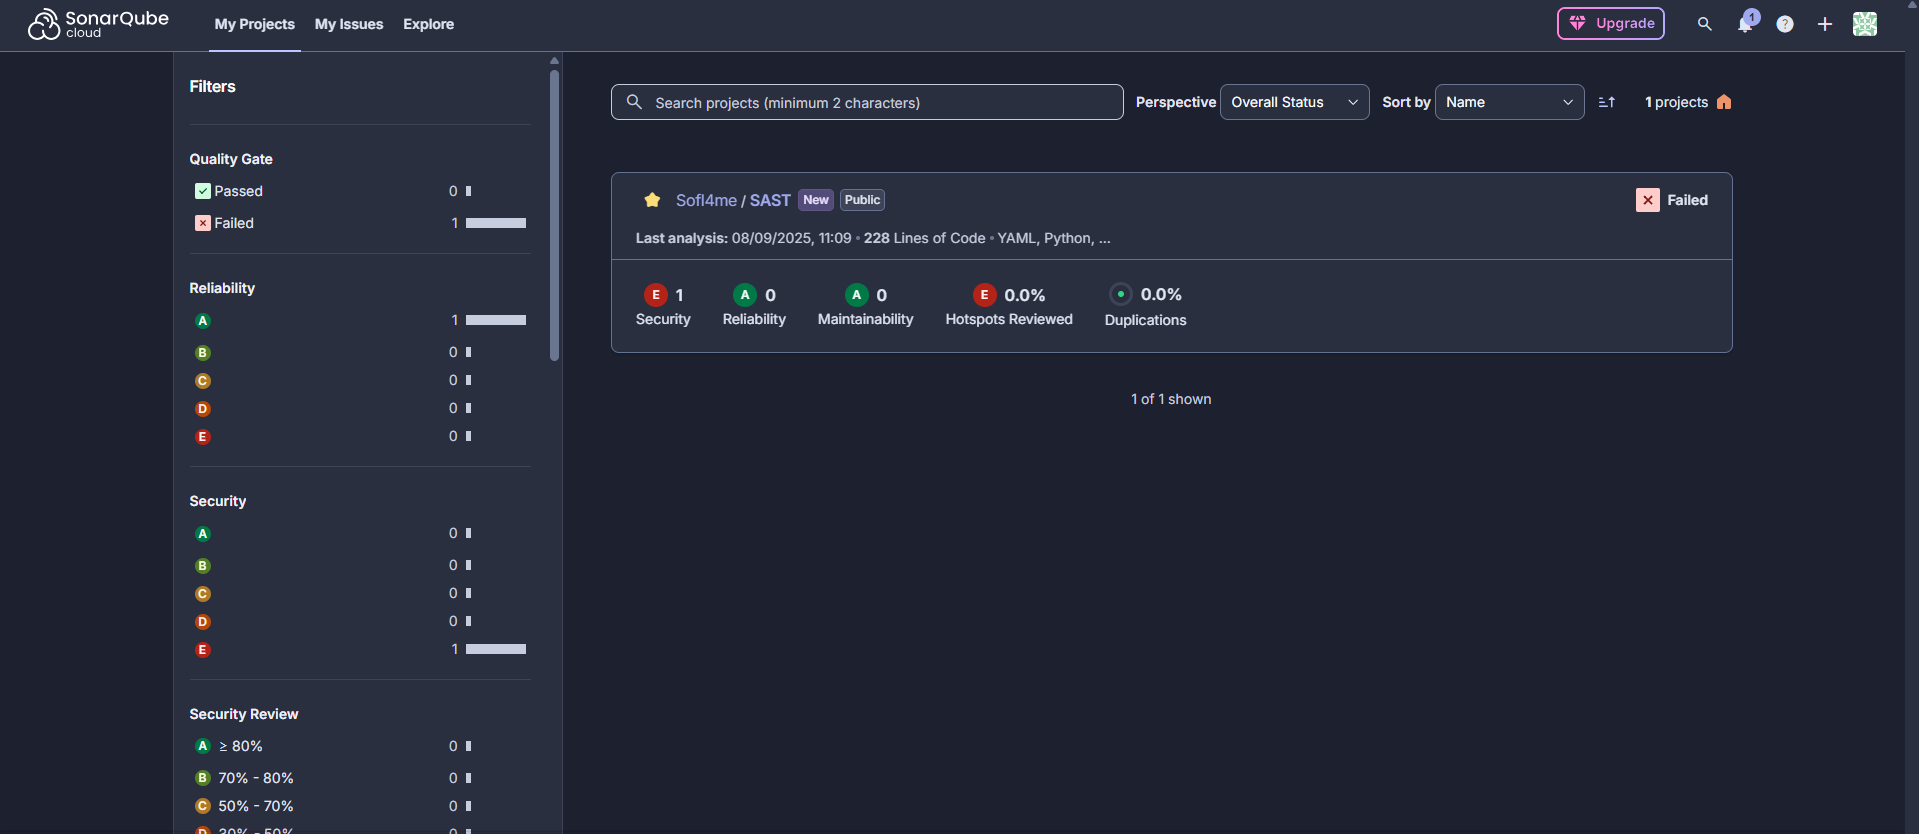 SonarQube cloud
My Projects My Issues Explore
Upgrade
1
?
Filters
Quality Gate
Passed 0
Failed 1
Reliability
A 1
B 0
C 0
D 0
E 0
Security
A 0
B 0
C 0
D 0
E 1
Security Review
A ≥ 80% 0
B 70% - 80% 0
C 50% - 70% 0
D 30% - 50% 0
Search projects (minimum 2 characters)
Perspective Overall Status Sort by Name 1 projects
Sofl4me / SAST New Public
Failed
Last analysis: 08/09/2025, 11:09 • 228 Lines of Code • YAML, Python, ...
E 1 A 0 A 0 E 0.0% 0.0%
Security Reliability Maintainability Hotspots Reviewed Duplications
1 of 1 shown